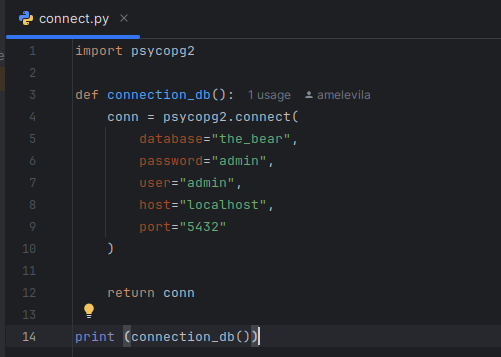 connect.py ×
1 import psycopg2
2
3 def connection_db(): 1 usage amelevila
4 conn = psycopg2.connect(
5 database="the_bear",
6 password="admin",
7 user="admin",
8 host="localhost",
9 port="5432"
10 )
11
12 return conn
13
14 print (connection_db())